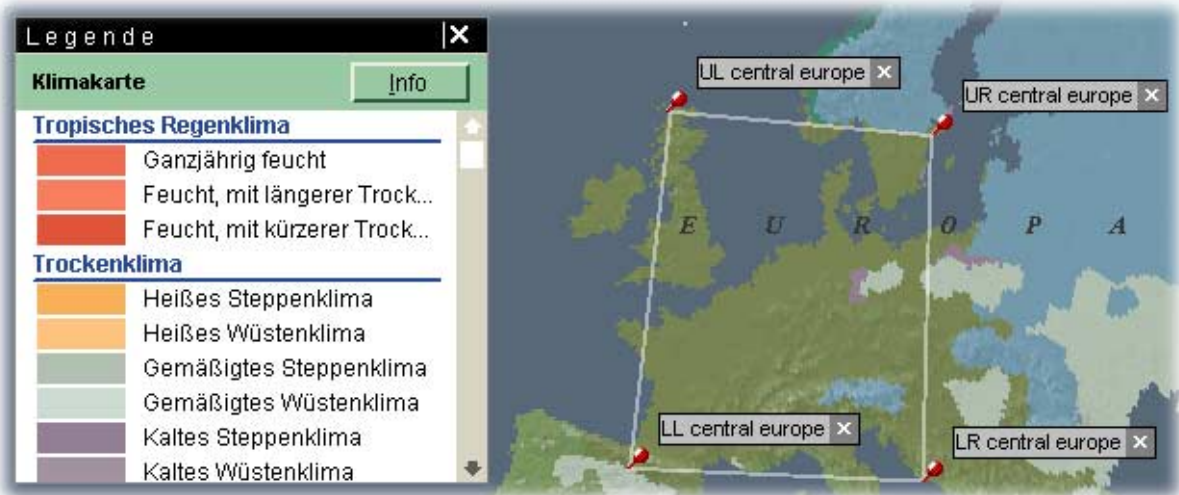 Legende
Klimakarte
Info
Tropisches Regenklima
Ganzjährig feucht
Feucht, mit längerer Trock...
Feucht, mit kürzerer Trock...
Trockenklima
Heißes Steppenklima
Heißes Wüstenklima
Gemäßigtes Steppenklima
Gemäßigtes Wüstenklima
Kaltes Steppenklima
Kaltes Wüstenklima
UL central europe
UR central europe
E U R O P A
LL central europe
LR central europe